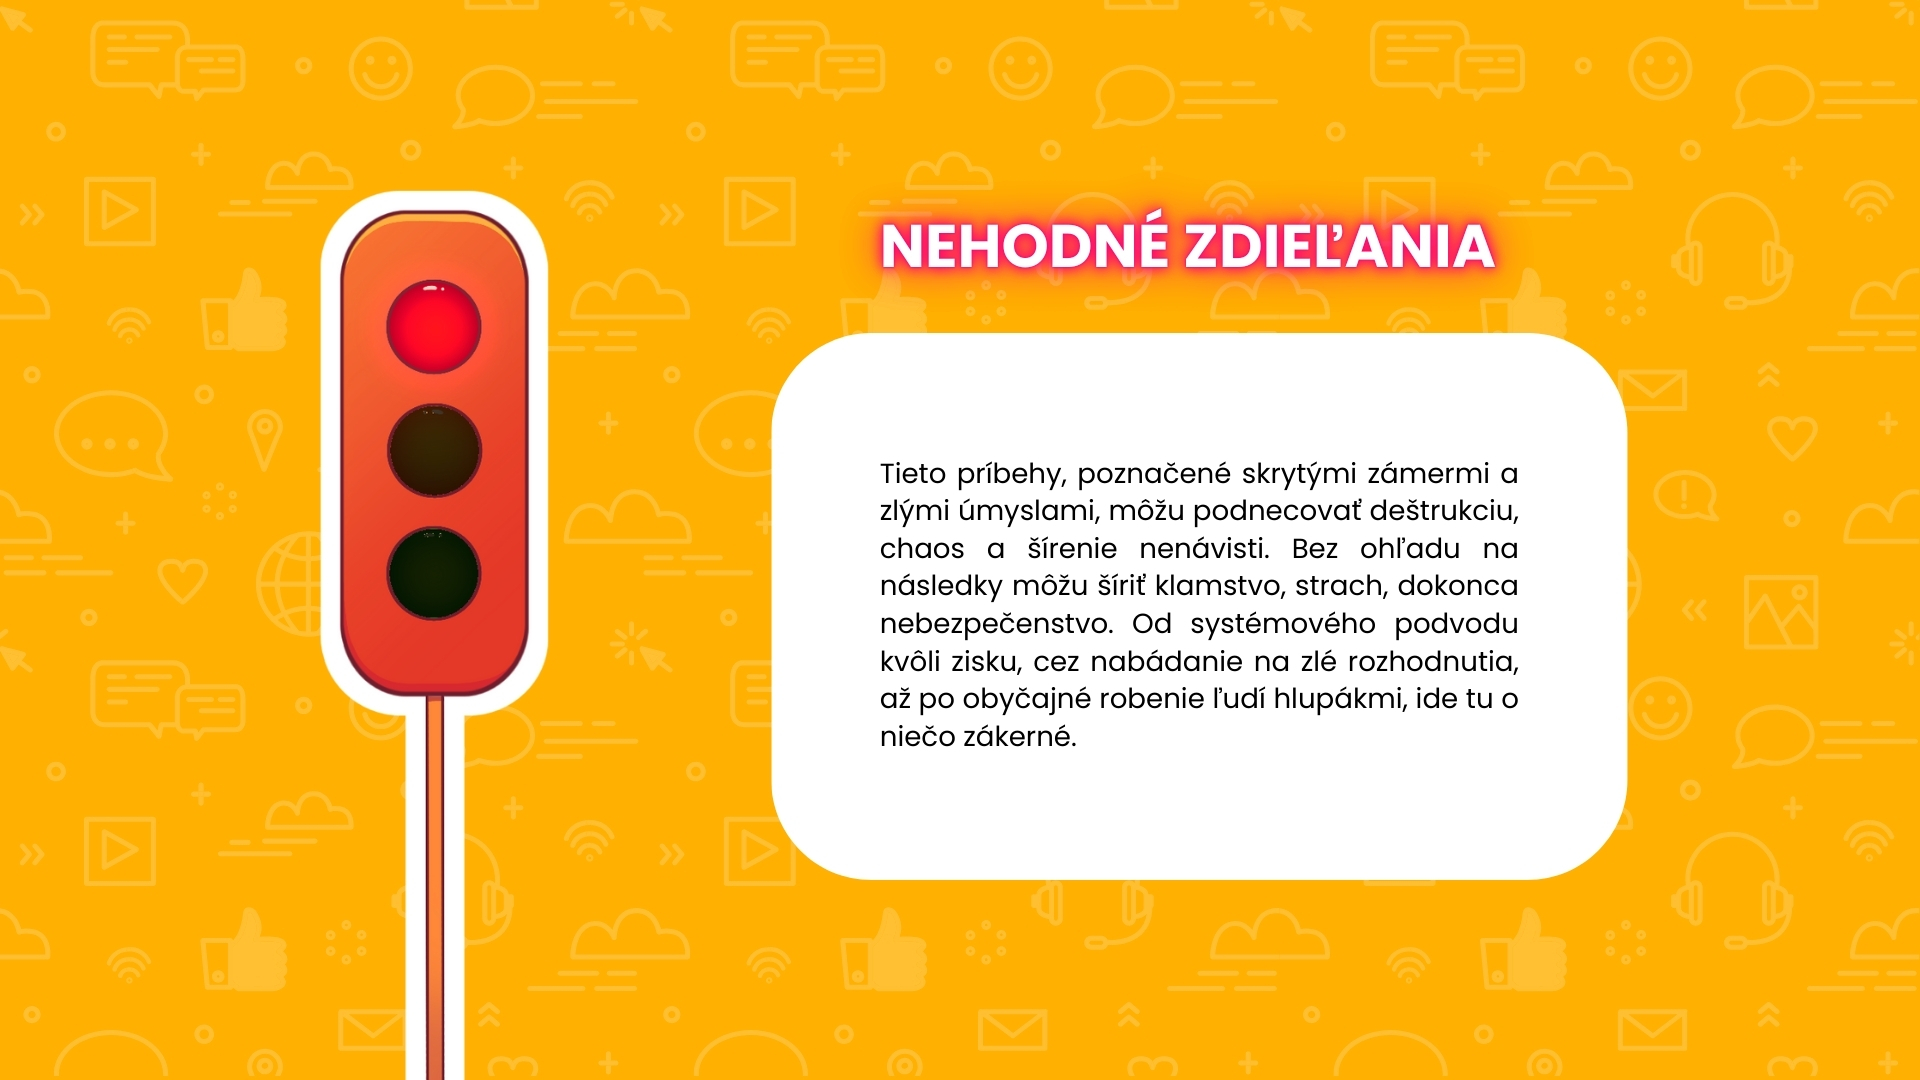 NEHODNÉ ZDIEĽANIA
Tieto príbehy, poznačené skrytými zámermi a
zlými úmyslami, môžu podnecovať deštrukciu,
chaos a šírenie nenávisti. Bez ohľadu na
následky môžu šíriť klamstvo, strach, dokonca
nebezpečenstvo. Od systémového podvodu
kvôli zisku, cez nabádanie na zlé rozhodnutia,
až po obyčajné robenie ľudí hlupákmi, ide tu o
niečo zákerné.